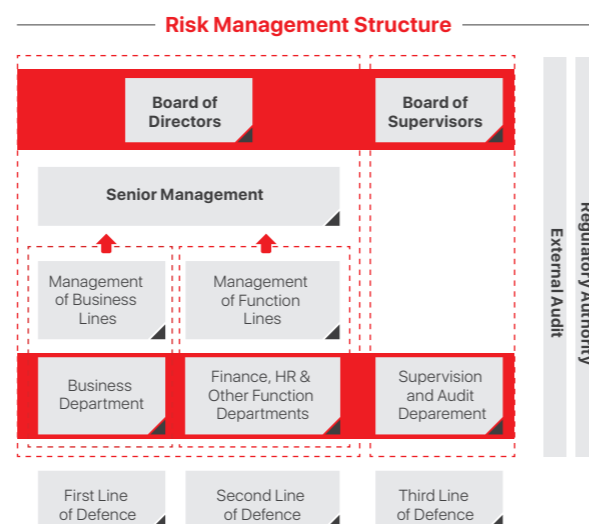 Risk Management Structure
Board of
Directors
Board of
Supervisors
Senior Management
Management
of Business
Lines
Management
of Function
Lines
Business
Department
Finance, HR &
Other Function
Departments
Supervision
and Audit
Deparement
First Line
of Defence
Second Line
of Defence
Third Line
of Defence
External Audit
Regulatory Authority